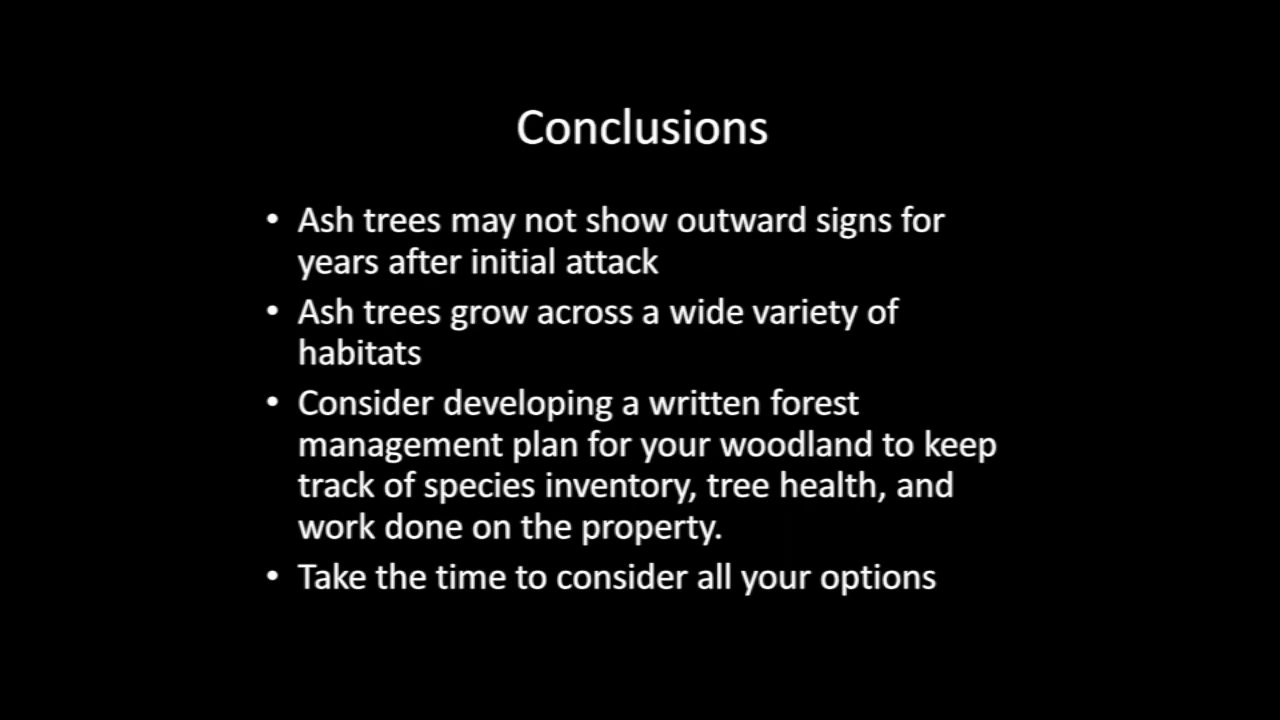 Conclusions
• Ash trees may not show outward signs for
years after initial attack
• Ash trees grow across a wide variety of
habitats
• Consider developing a written forest
management plan for your woodland to keep
track of species inventory, tree health, and
work done on the property.
• Take the time to consider all your options